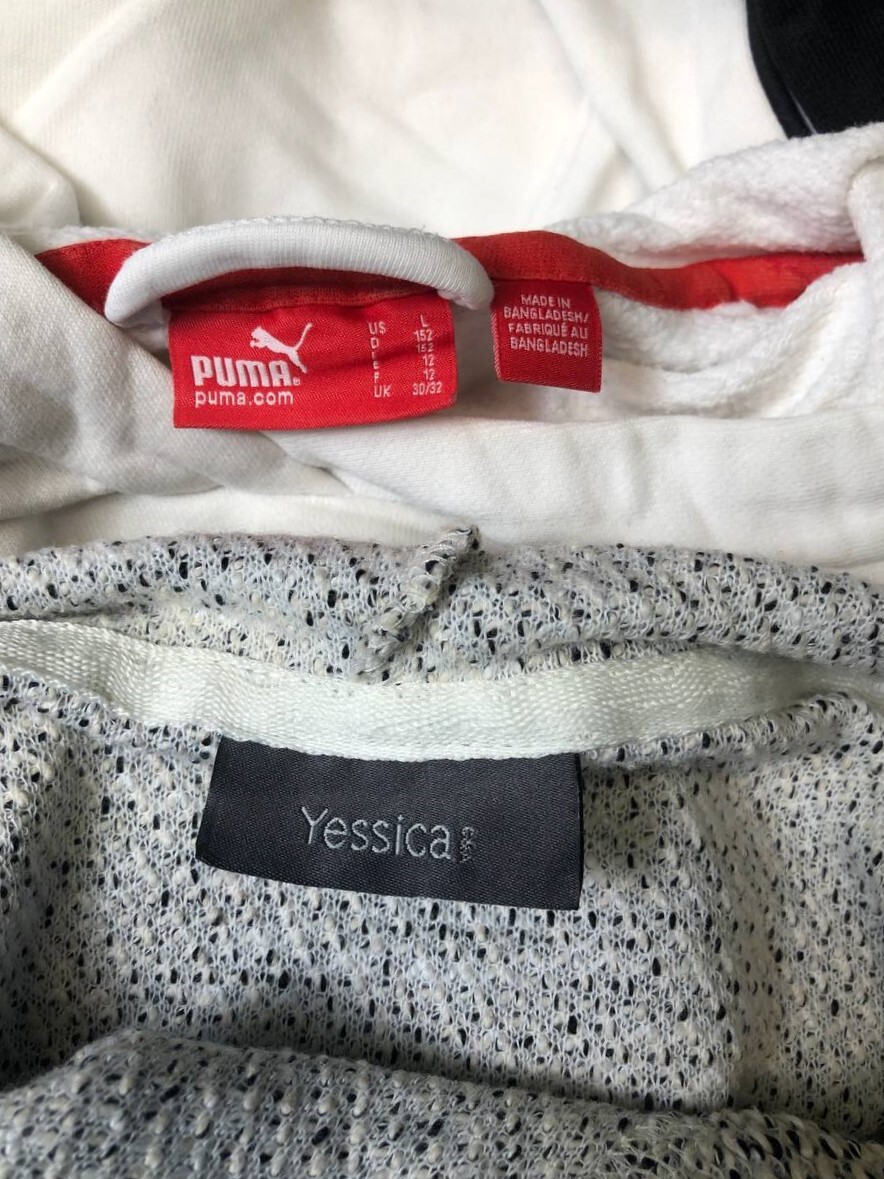 PUMA®
puma.com
US L
D 152
I 152
E 12
F 12
UK 30/32
MADE IN
BANGLADESH/
FABRIQUÉ AU
BANGLADESH
Yessica
C&A